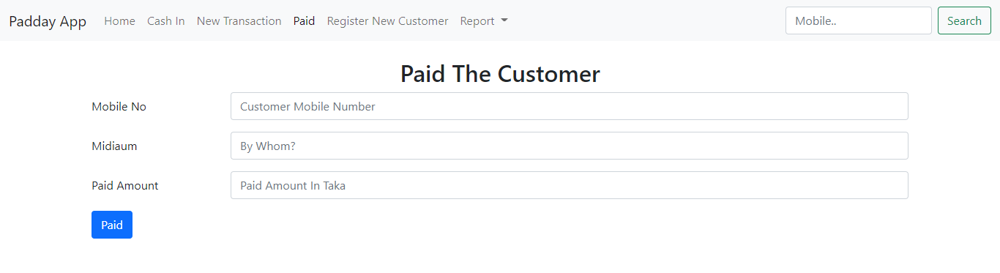 Padday App Home Cash In New Transaction Paid Register New Customer Report Mobile.. Search
Paid The Customer
Mobile No Customer Mobile Number
Midiaum By Whom?
Paid Amount Paid Amount In Taka
Paid